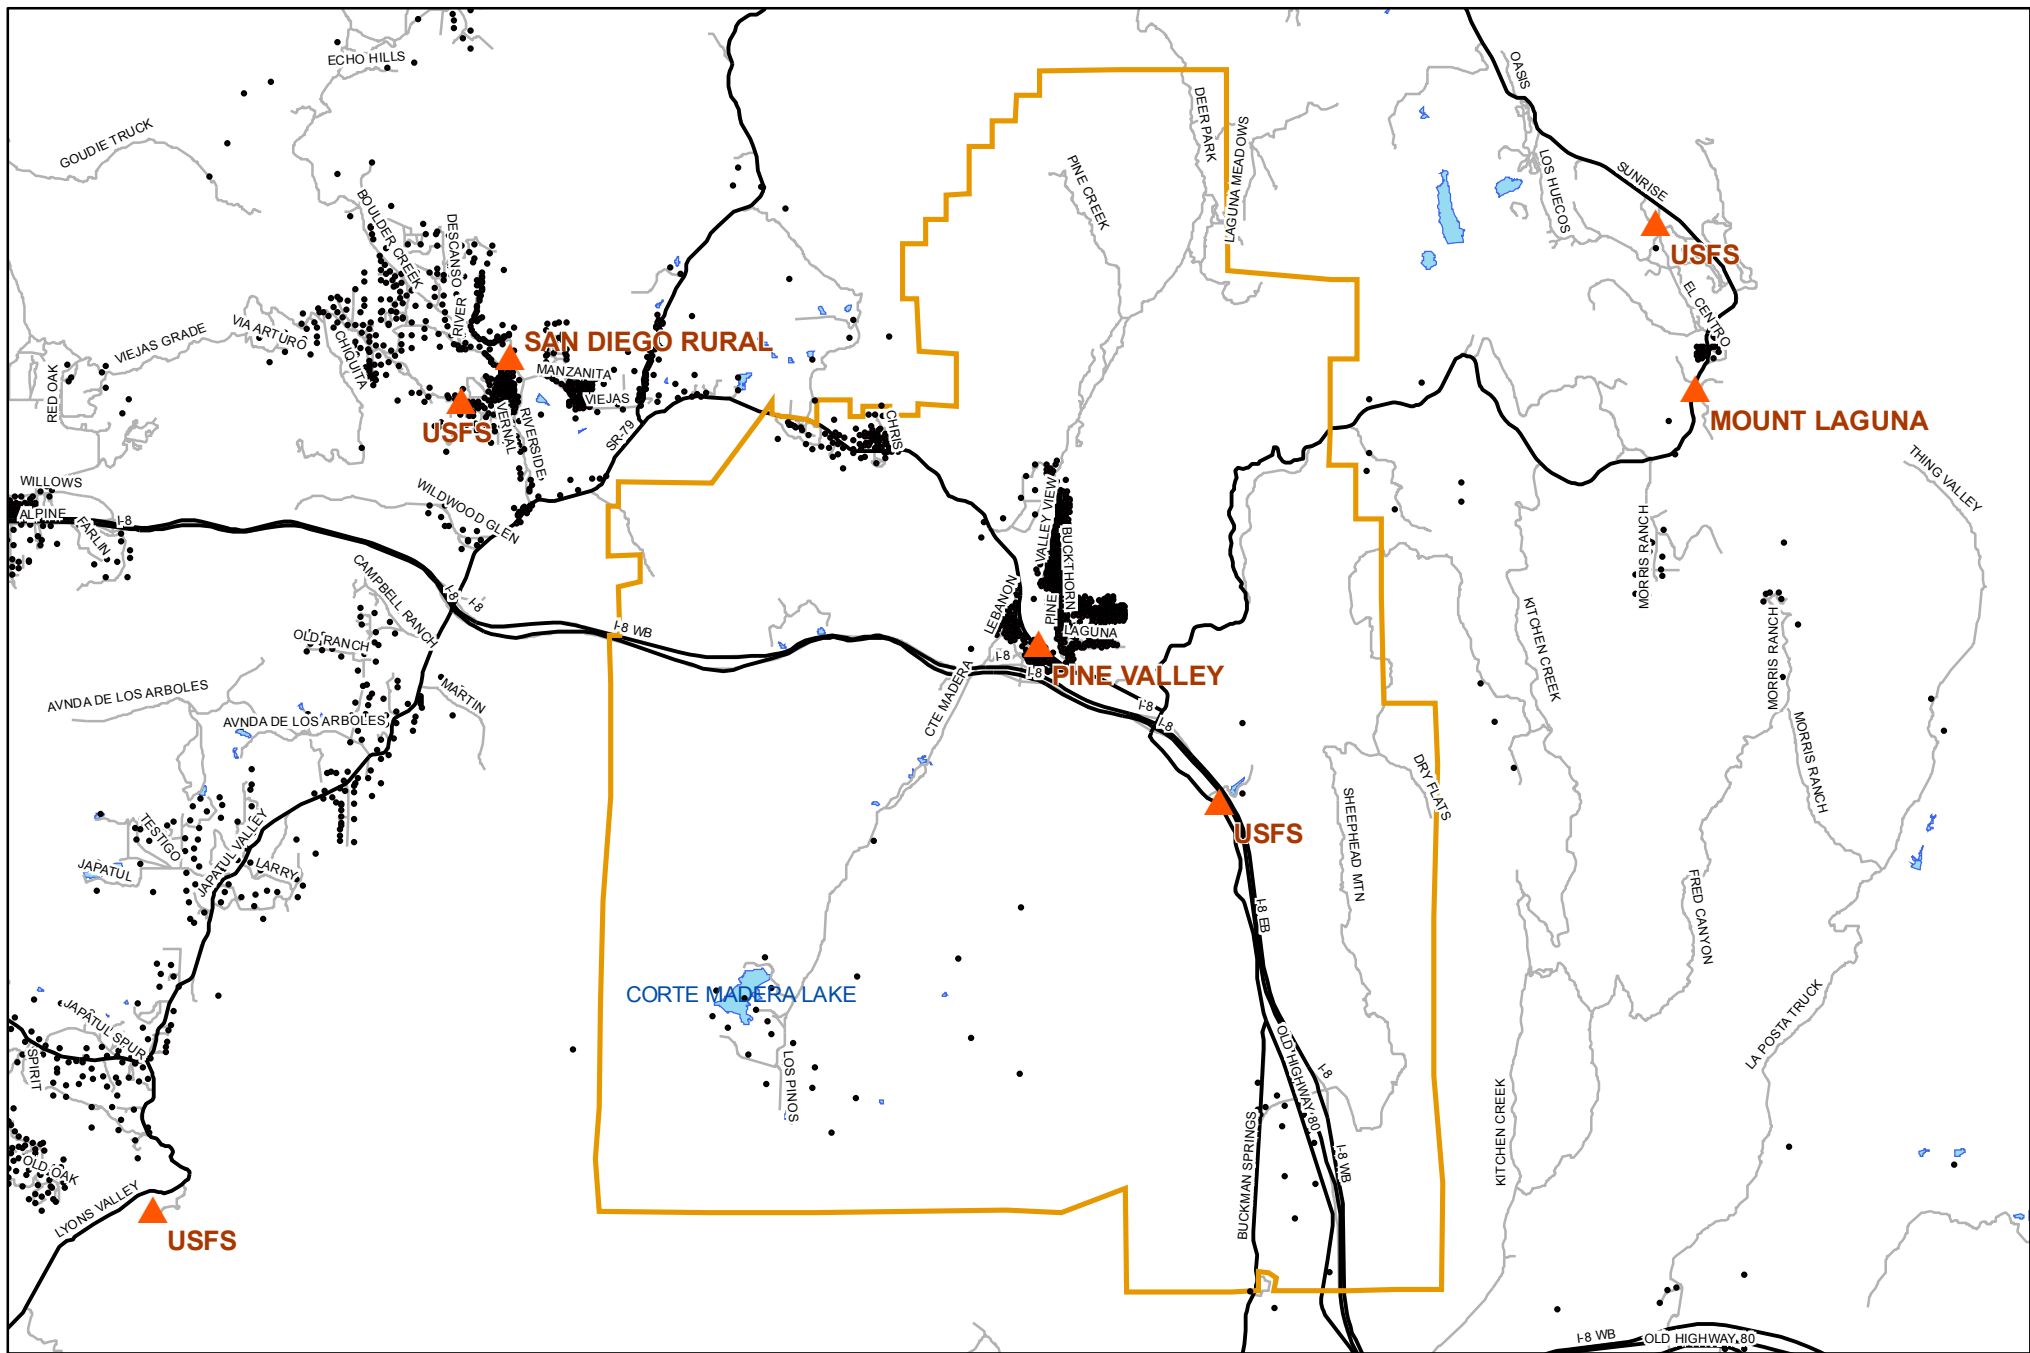 ECHO HILLS
OASIS
GOUDIE TRUCK
DEER PARK
LAGUNA MEADOWS
PINE CREEK
LOS HUECOS
SUNRISE
BOULDER CREEK
DESCANSO
RIVER
USFS
EL CENTRO
VIA ARTURO
VIEJAS GRADE
CHIQUITA
SAN DIEGO RURAL
MANZANITA
VIEJAS
RED OAK
USFS
VERNAL
RIVERSIDE
SR-79
CHRIS
MOUNT LAGUNA
THING VALLEY
WILLOWS
ALPINE
FARLIN
I-8
WILDWOOD GLEN
VALLEY VIEW
BUCKTHORN
PINE
LEBANON
LAGUNA
MORRIS RANCH
CAMPBELL RANCH
I-8
I-8
I-8 WB
OLD RANCH
KITCHEN CREEK
MORRIS RANCH
I-8
I-8
PINE VALLEY
CTE MADERA
MARTIN
AVNDA DE LOS ARBOLES
AVNDA DE LOS ARBOLES
I-8
I-8
MORRIS RANCH
DRY FLATS
SHEEPHEAD MTN
USFS
TESTIGO
JAPATUL
JAPATUL VALLEY
LARRY
I-8 EB
FRED CANYON
CORTE MADERA LAKE
LA POSTA TRUCK
JAPATUL SPUR
SPIRIT
LOS PINOS
OLD HIGHWAY 80
I-8
KITCHEN CREEK
BUCKMAN SPRINGS
I-8 WB
OLD OAK
LYONS VALLEY
USFS
I-8 WB
OLD HIGHWAY 80